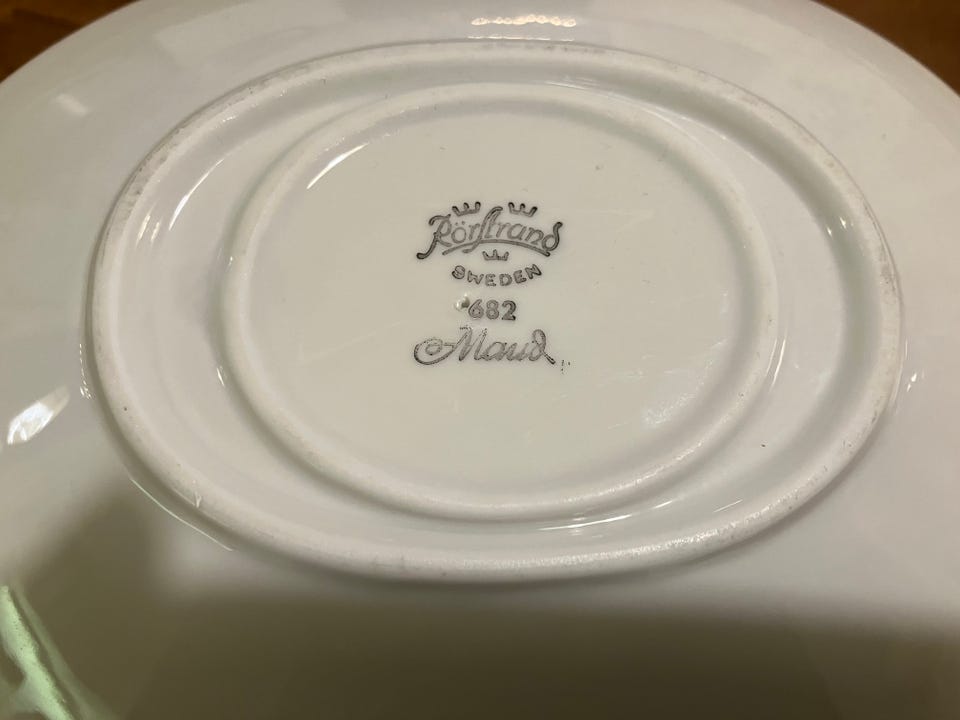 Rörstrand
SWEDEN
682
Maud